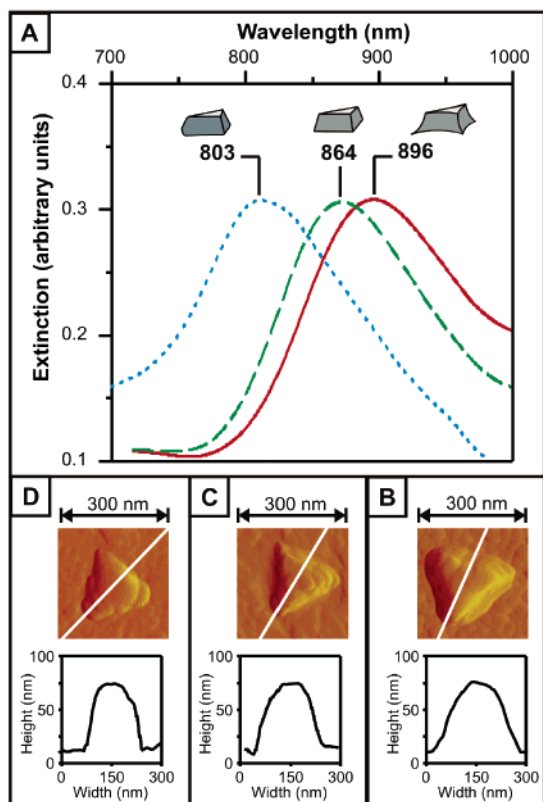 A
Wavelength (nm)
700 800 900 1000
Extinction (arbitrary units)
0.4
0.3
0.2
0.1
803 864 896
D
300 nm
C
300 nm
B
300 nm
Height (nm)
100
50
0
0 150 300
Width (nm)
Height (nm)
100
50
0
0 150 300
Width (nm)
Height (nm)
100
50
0
0 150 300
Width (nm)